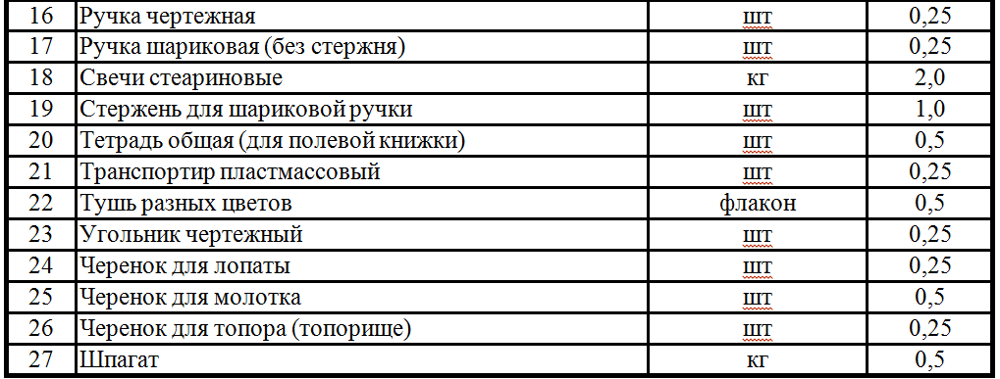 16 Ручка чертежная шт 0,25
17 Ручка шариковая (без стержня) шт 0,25
18 Свечи стеариновые кг 2,0
19 Стержень для шариковой ручки шт 1,0
20 Тетрадь общая (для полевой книжки) шт 0,5
21 Транспортир пластмассовый шт 0,25
22 Тушь разных цветов флакон 0,5
23 Угольник чертежный шт 0,25
24 Черенок для лопаты шт 0,25
25 Черенок для молотка шт 0,5
26 Черенок для топора (топорище) шт 0,25
27 Шпагат кг 0,5